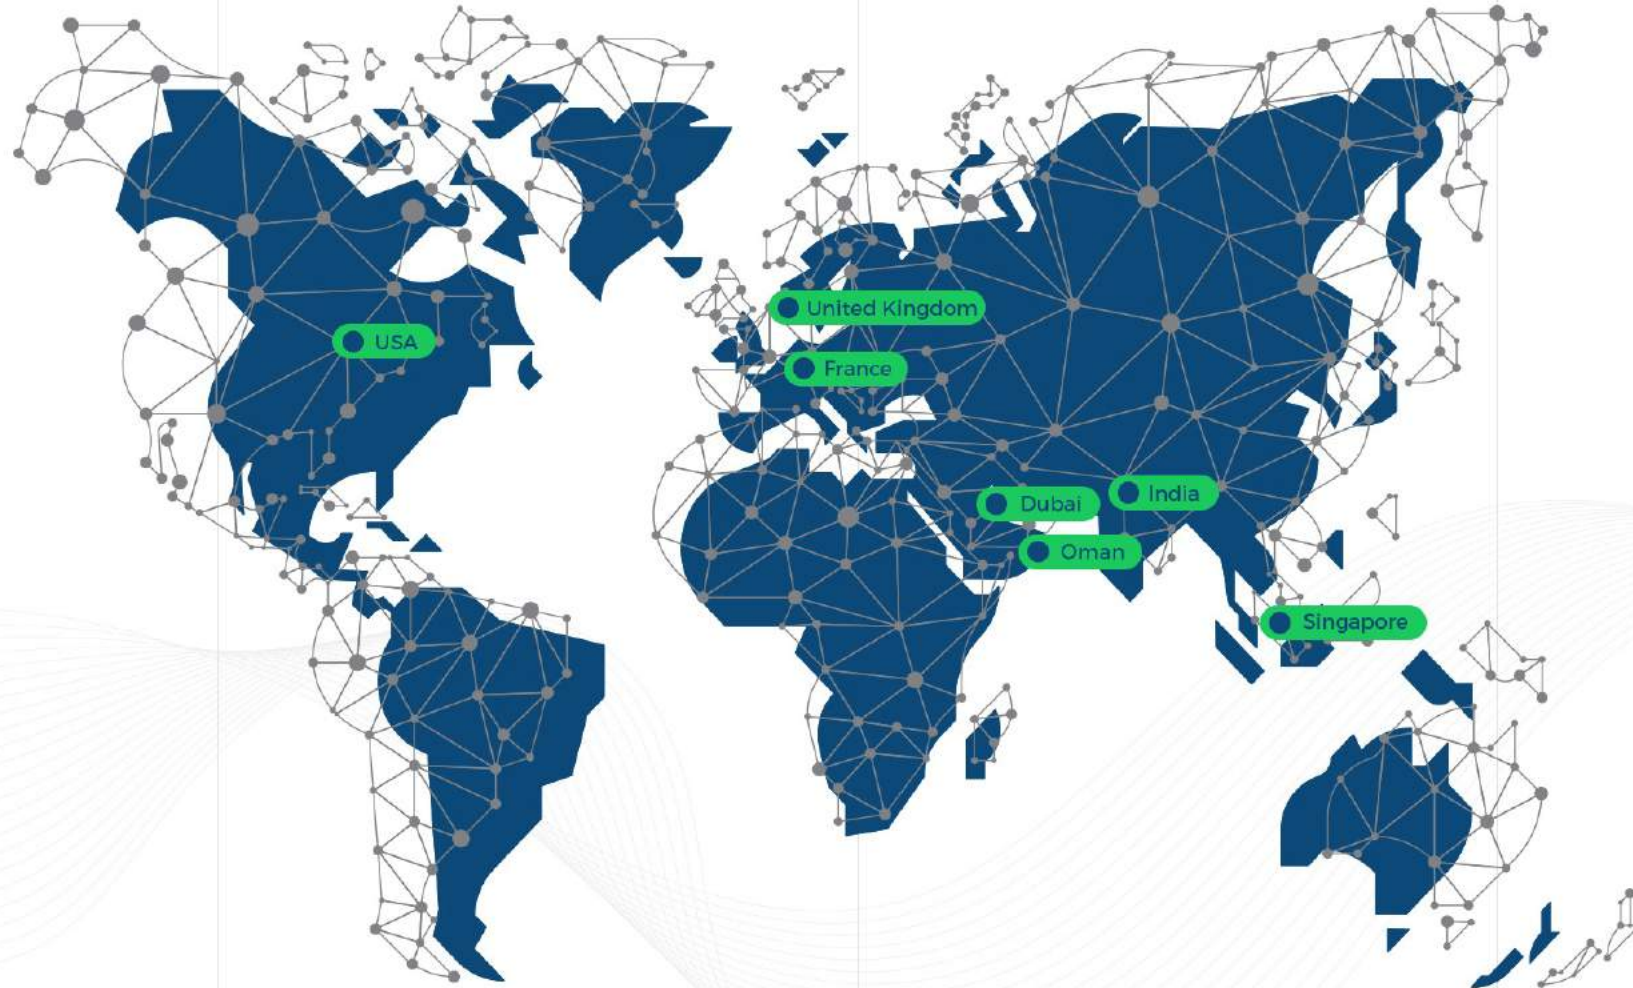 United Kingdom
USA
France
India
Dubai
Oman
Singapore